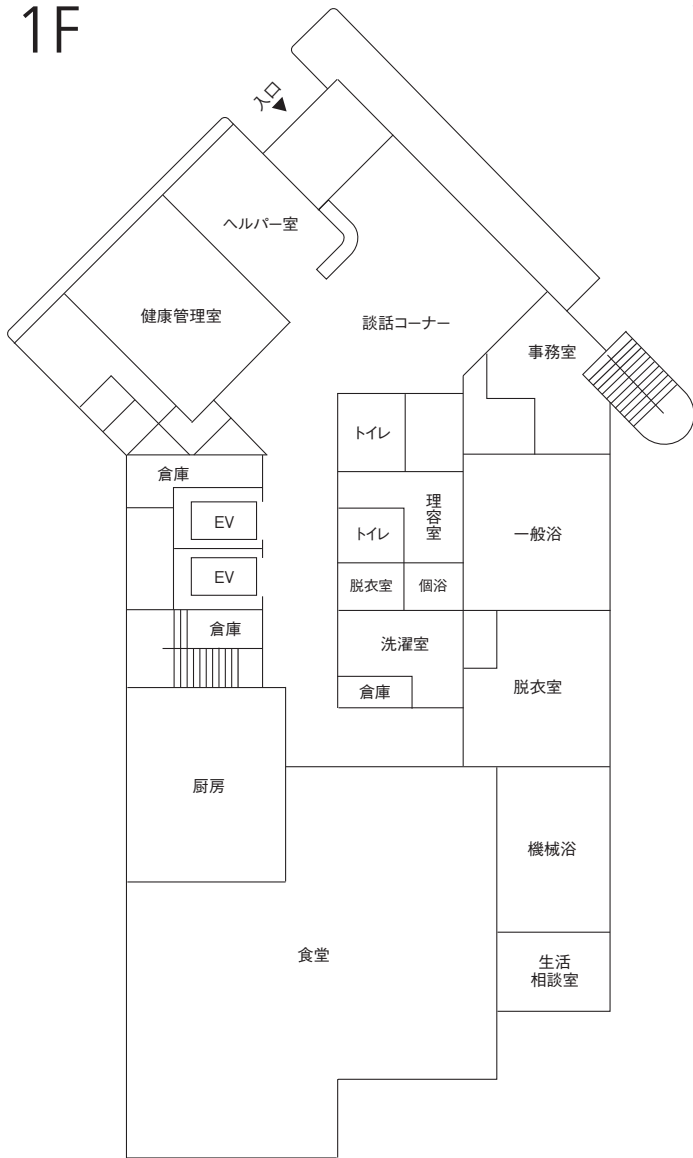 1F
入口
ヘルパー室
健康管理室
談話コーナー
事務室
トイレ
倉庫
理容室
EV
トイレ
一般浴
EV
脱衣室
個浴
倉庫
洗濯室
脱衣室
倉庫
厨房
機械浴
食堂
生活
相談室